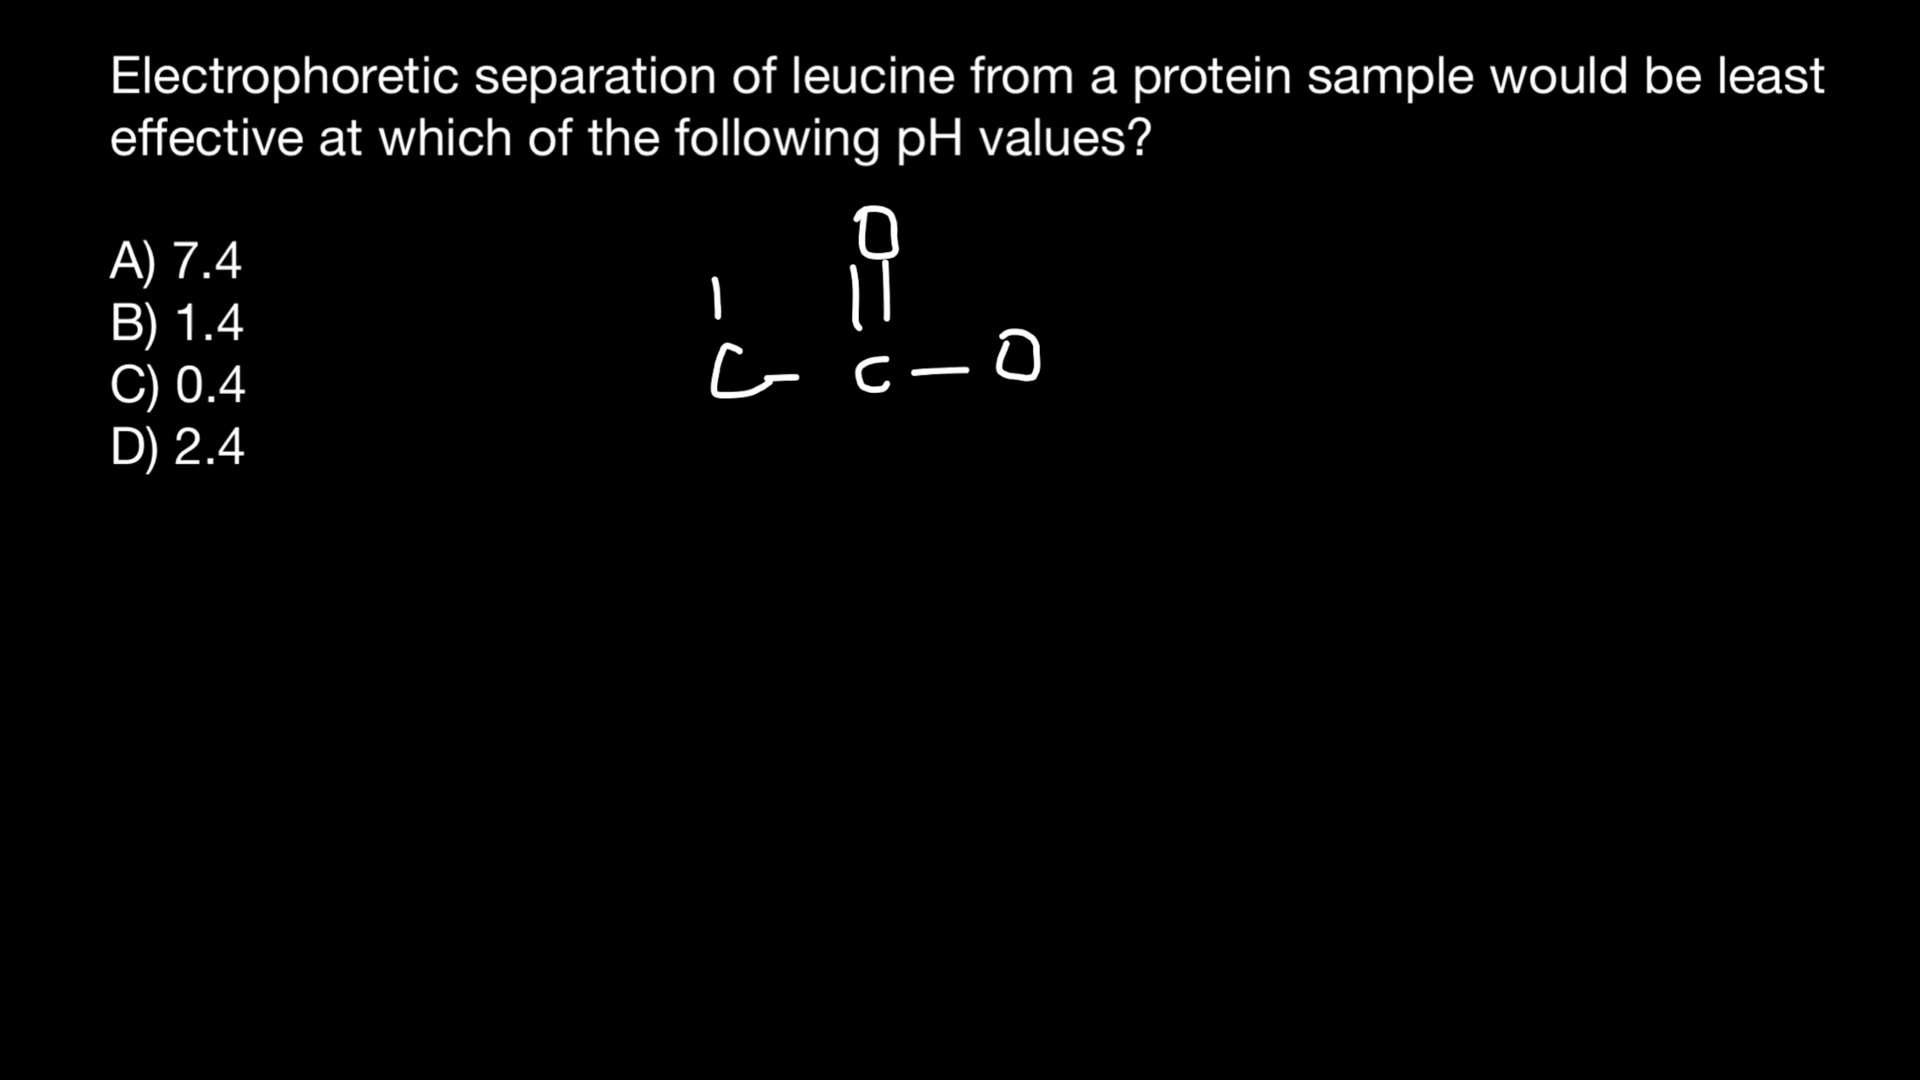 Electrophoretic separation of leucine from a protein sample would be least
effective at which of the following pH values?
A) 7.4
B) 1.4
C) 0.4
D) 2.4
O
C - C - O